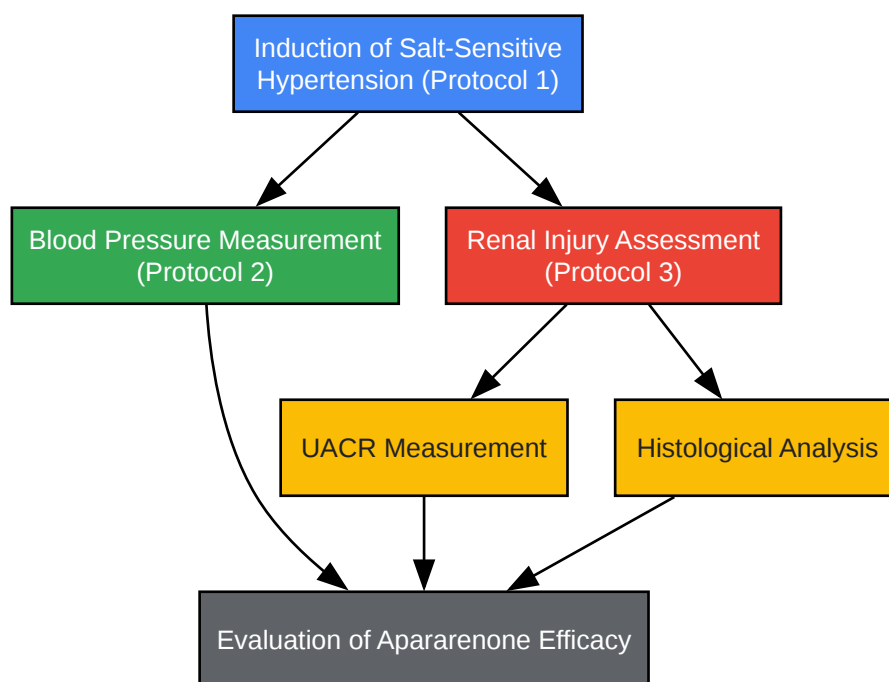 Induction of Salt-Sensitive
Hypertension (Protocol 1)
Blood Pressure Measurement
(Protocol 2)
Renal Injury Assessment
(Protocol 3)
UACR Measurement
Histological Analysis
Evaluation of Apararenone Efficacy